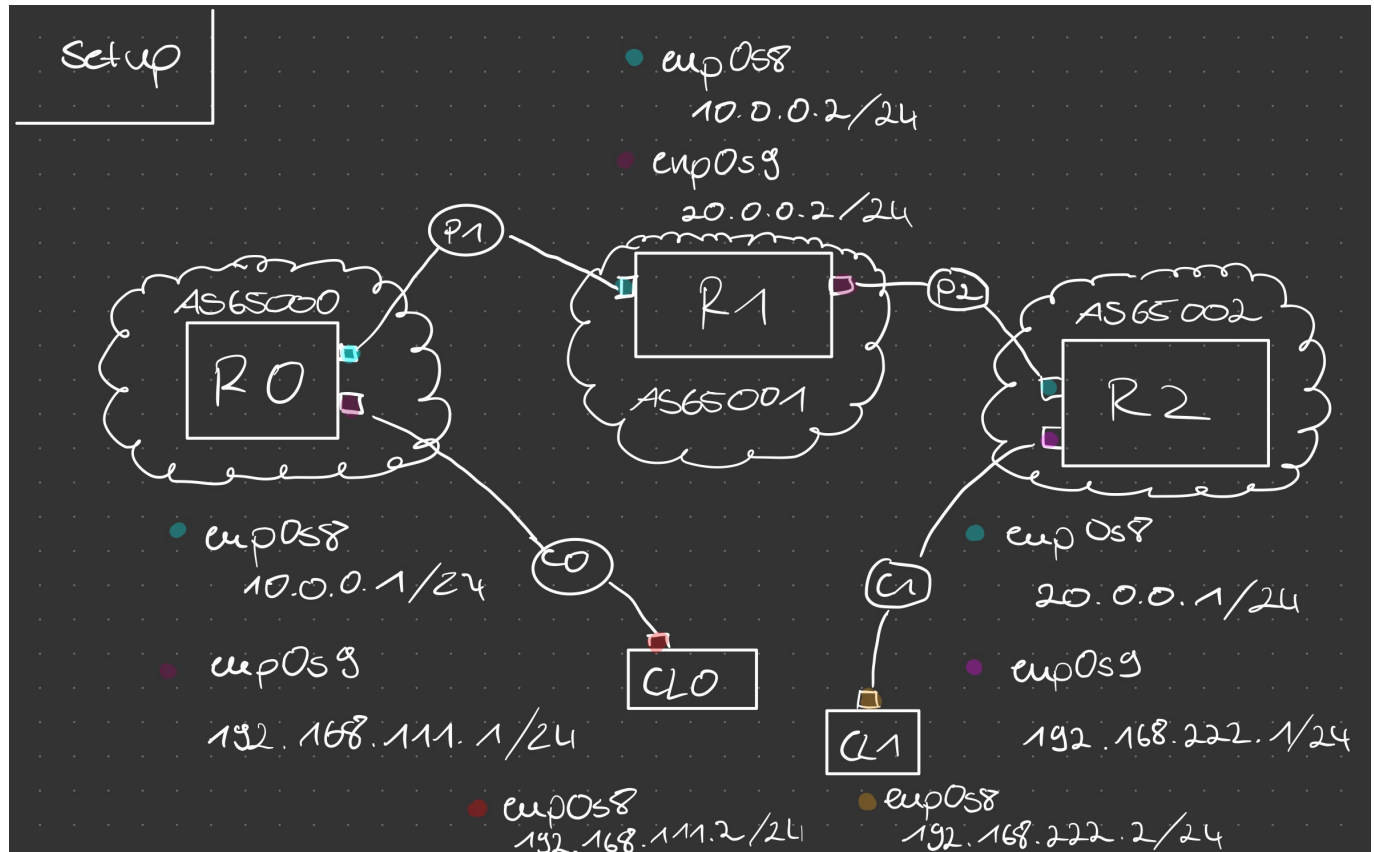 Setup
enp0s8
10.0.0.2/24
enp0s9
20.0.0.2/24
P1
AS65000
R0
R1
AS65001
P2
AS65002
R2
enp0s8
10.0.0.1/24
enp0s9
192.168.111.1/24
C0
CL0
C1
CL1
enp0s8
20.0.0.1/24
enp0s9
192.168.222.1/24
enp0s8
192.168.111.2/24
enp0s8
192.168.222.2/24